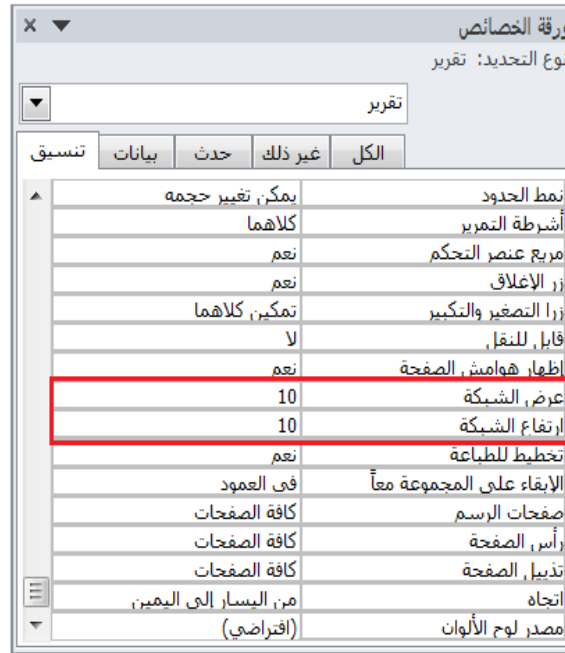 ورقة الخصائص
نوع التحديد: تقرير
تقرير
الكل غير ذلك حدث بيانات تنسيق
نمط الحدود يمكن تغيير حجمه
أشرطة التمرير كلاهما
مربع عنصر التحكم نعم
زر الإغلاق نعم
زرا التصغير والتكبير تمكين كلاهما
قابل للنقل لا
إظهار هوامش الصفحة نعم
عرض الشبكة 10
ارتفاع الشبكة 10
تخطيط للطباعة نعم
الإبقاء على المجموعة معاً في العمود
صفحات الرسم كافة الصفحات
رأس الصفحة كافة الصفحات
تذييل الصفحة كافة الصفحات
اتجاه من اليسار إلى اليمين
مصدر لوح الألوان (افتراضي)